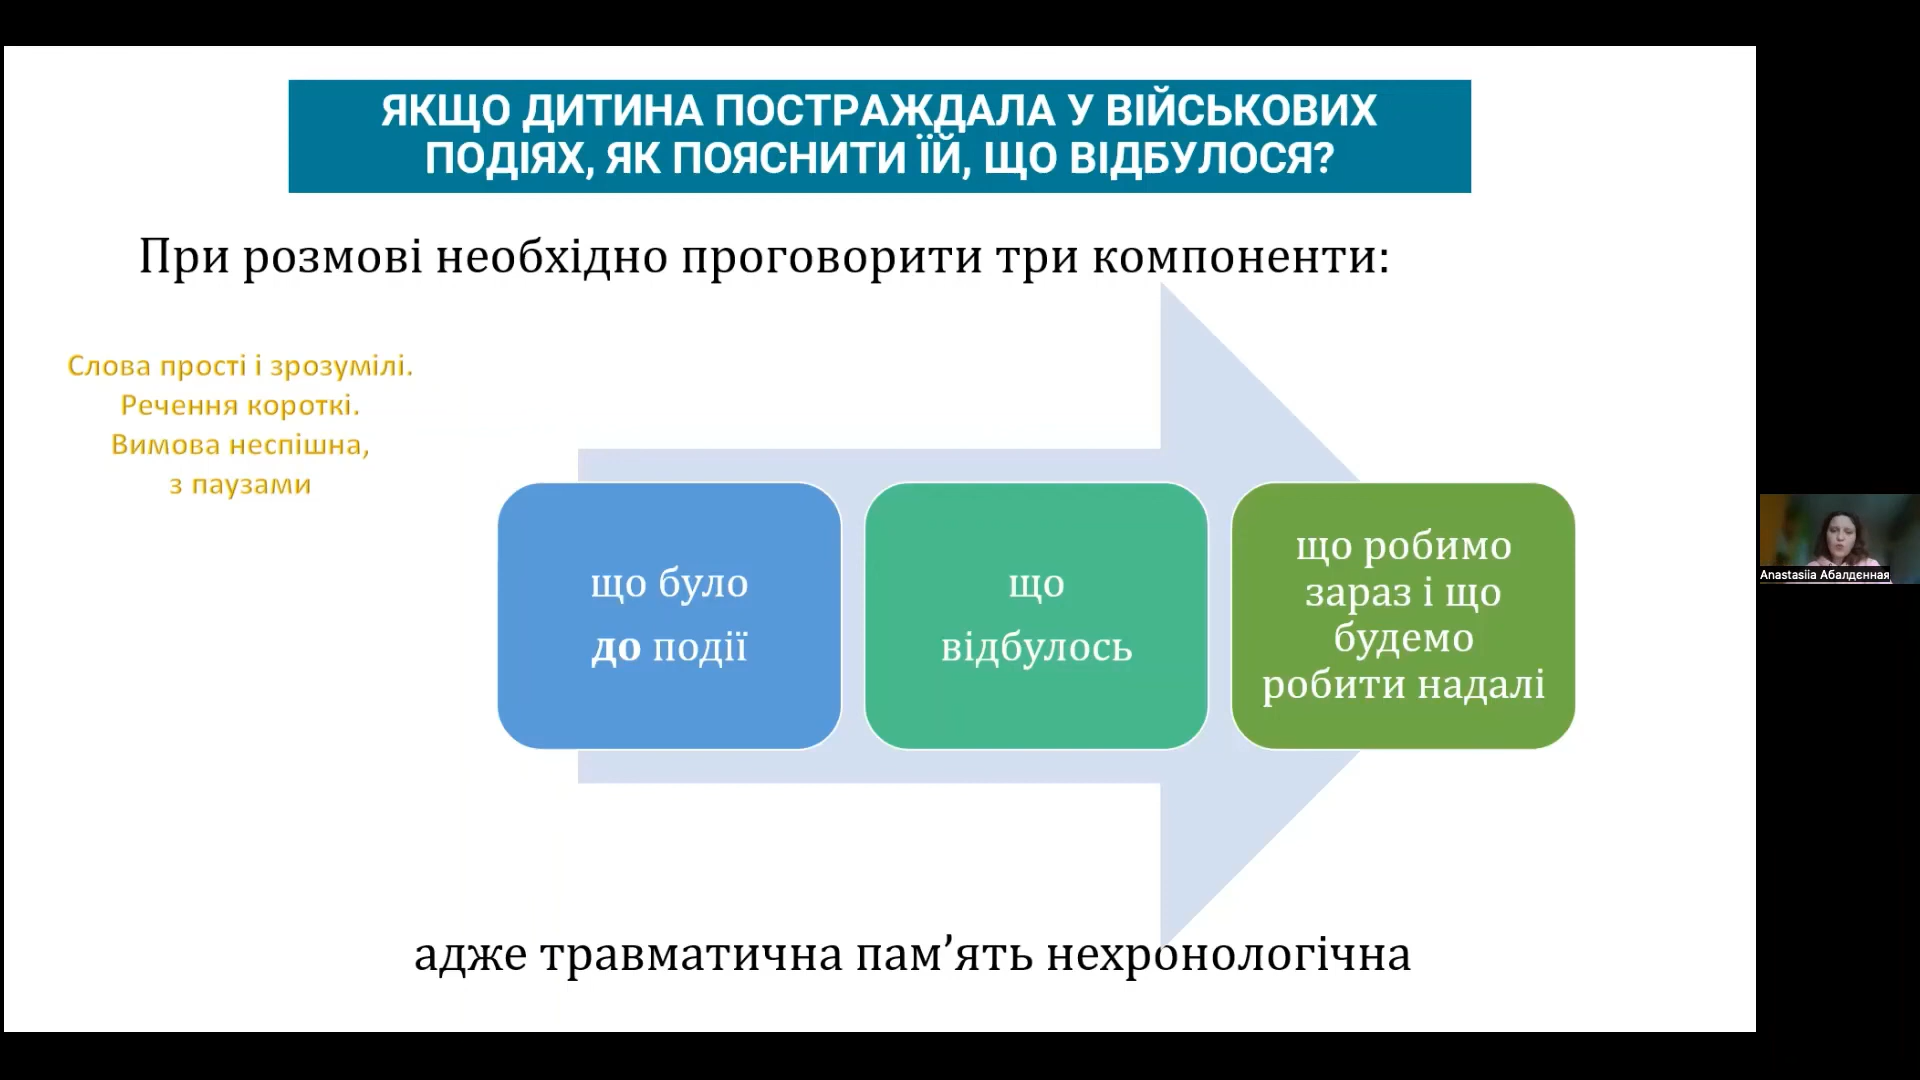 ЯКЩО ДИТИНА ПОСТРАЖДАЛА У ВІЙСЬКОВИХ
ПОДІЯХ, ЯК ПОЯСНИТИ ЇЙ, ЩО ВІДБУЛОСЯ?
При розмові необхідно проговорити три компоненти:
Слова прості і зрозумілі.
Речення короткі.
Вимова неспішна,
з паузами
що було
до події
що
відбулось
що робимо
зараз і що
будемо
робити надалі
адже травматична пам’ять нехронологічна
Anastasiia Абалдєнная